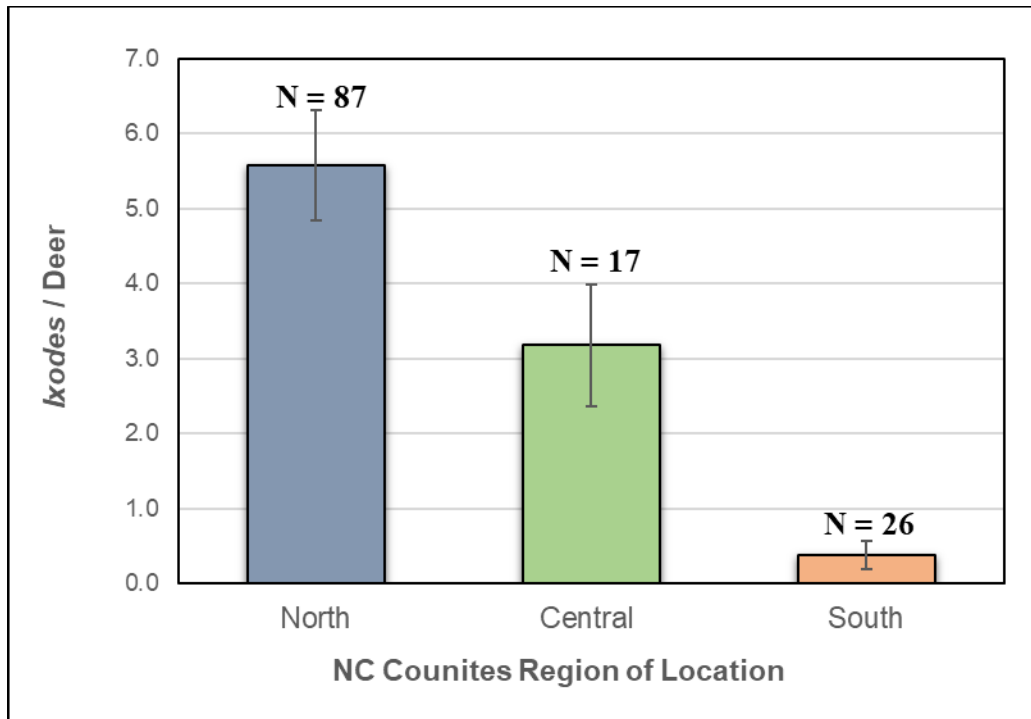 7.0
6.0
5.0
4.0
3.0
2.0
1.0
0.0
Ixodes / Deer
N = 87
N = 17
N = 26
North
Central
South
NC Counites Region of Location